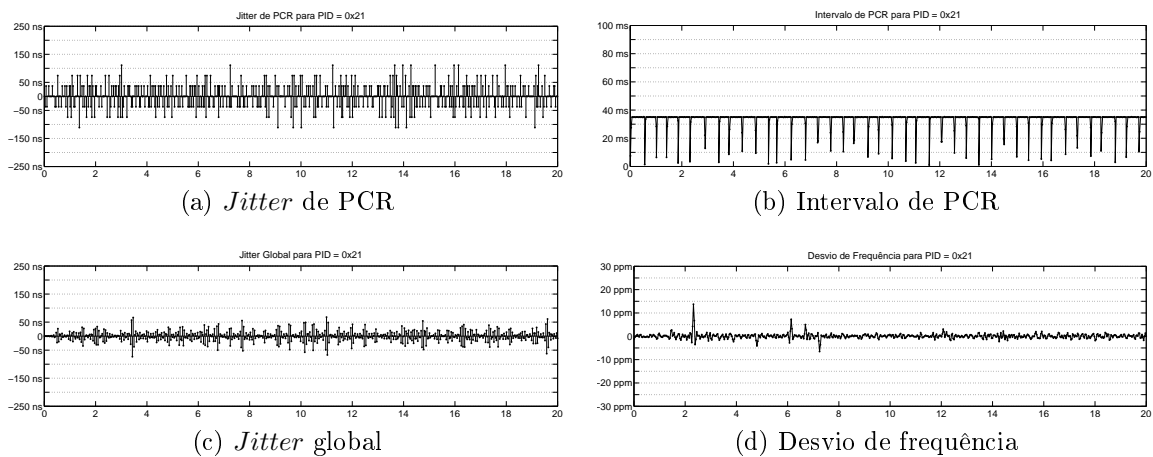 Jitter de PCR para PID = 0x21
250 ns
150 ns
50 ns
0
−50 ns
−150 ns
−250 ns
0 2 4 6 8 10 12 14 16 18 20
(a) Jitter de PCR
Intervalo de PCR para PID = 0x21
100 ms
80 ms
60 ms
40 ms
20 ms
0
0 2 4 6 8 10 12 14 16 18 20
(b) Intervalo de PCR
Jitter Global para PID = 0x21
250 ns
150 ns
50 ns
0
−50 ns
−150 ns
−250 ns
0 2 4 6 8 10 12 14 16 18 20
(c) Jitter global
Desvio de Frequência para PID = 0x21
30 ppm
20 ppm
10 ppm
0
-10 ppm
-20 ppm
-30 ppm
0 2 4 6 8 10 12 14 16 18 20
(d) Desvio de frequência